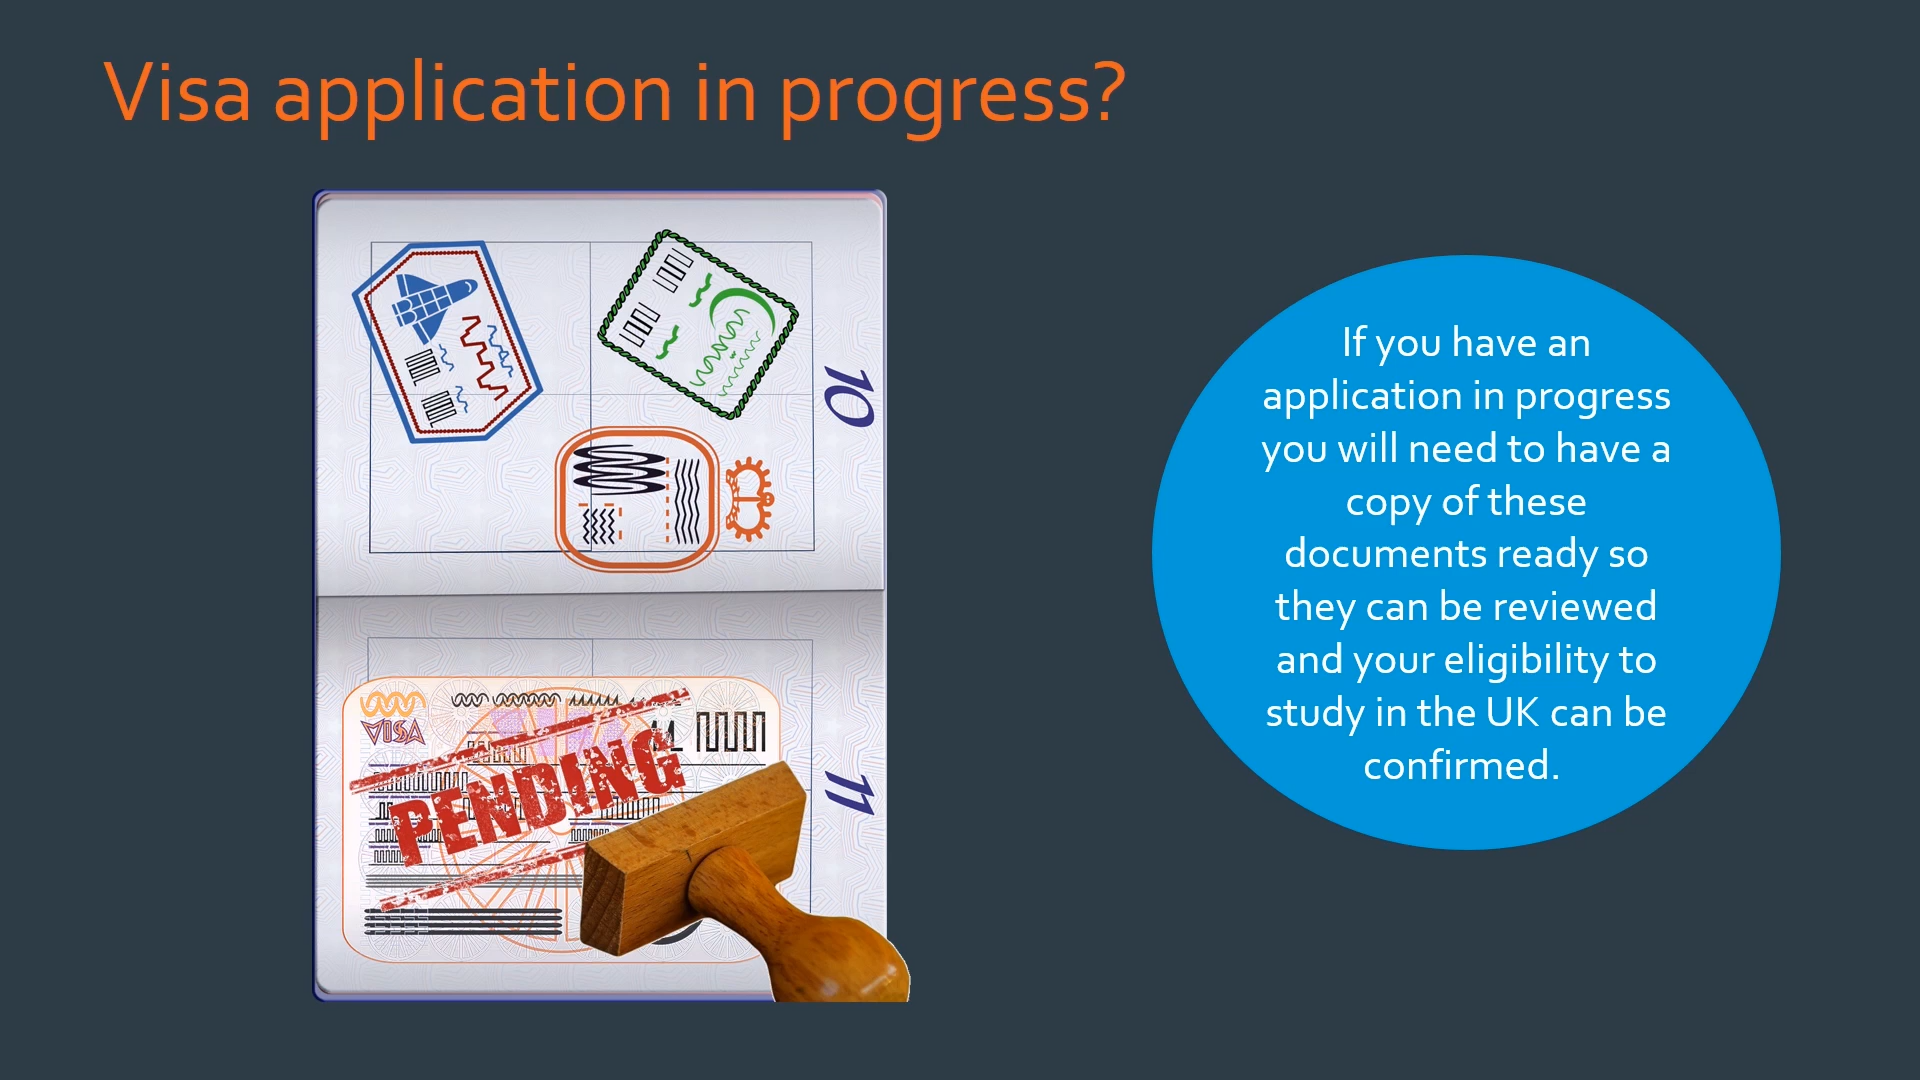 Visa application in progress?
If you have an
application in progress
you will need to have a
copy of these
documents ready so
they can be reviewed
and your eligibility to
study in the UK can be
confirmed.
10
VISA
PENDING
11